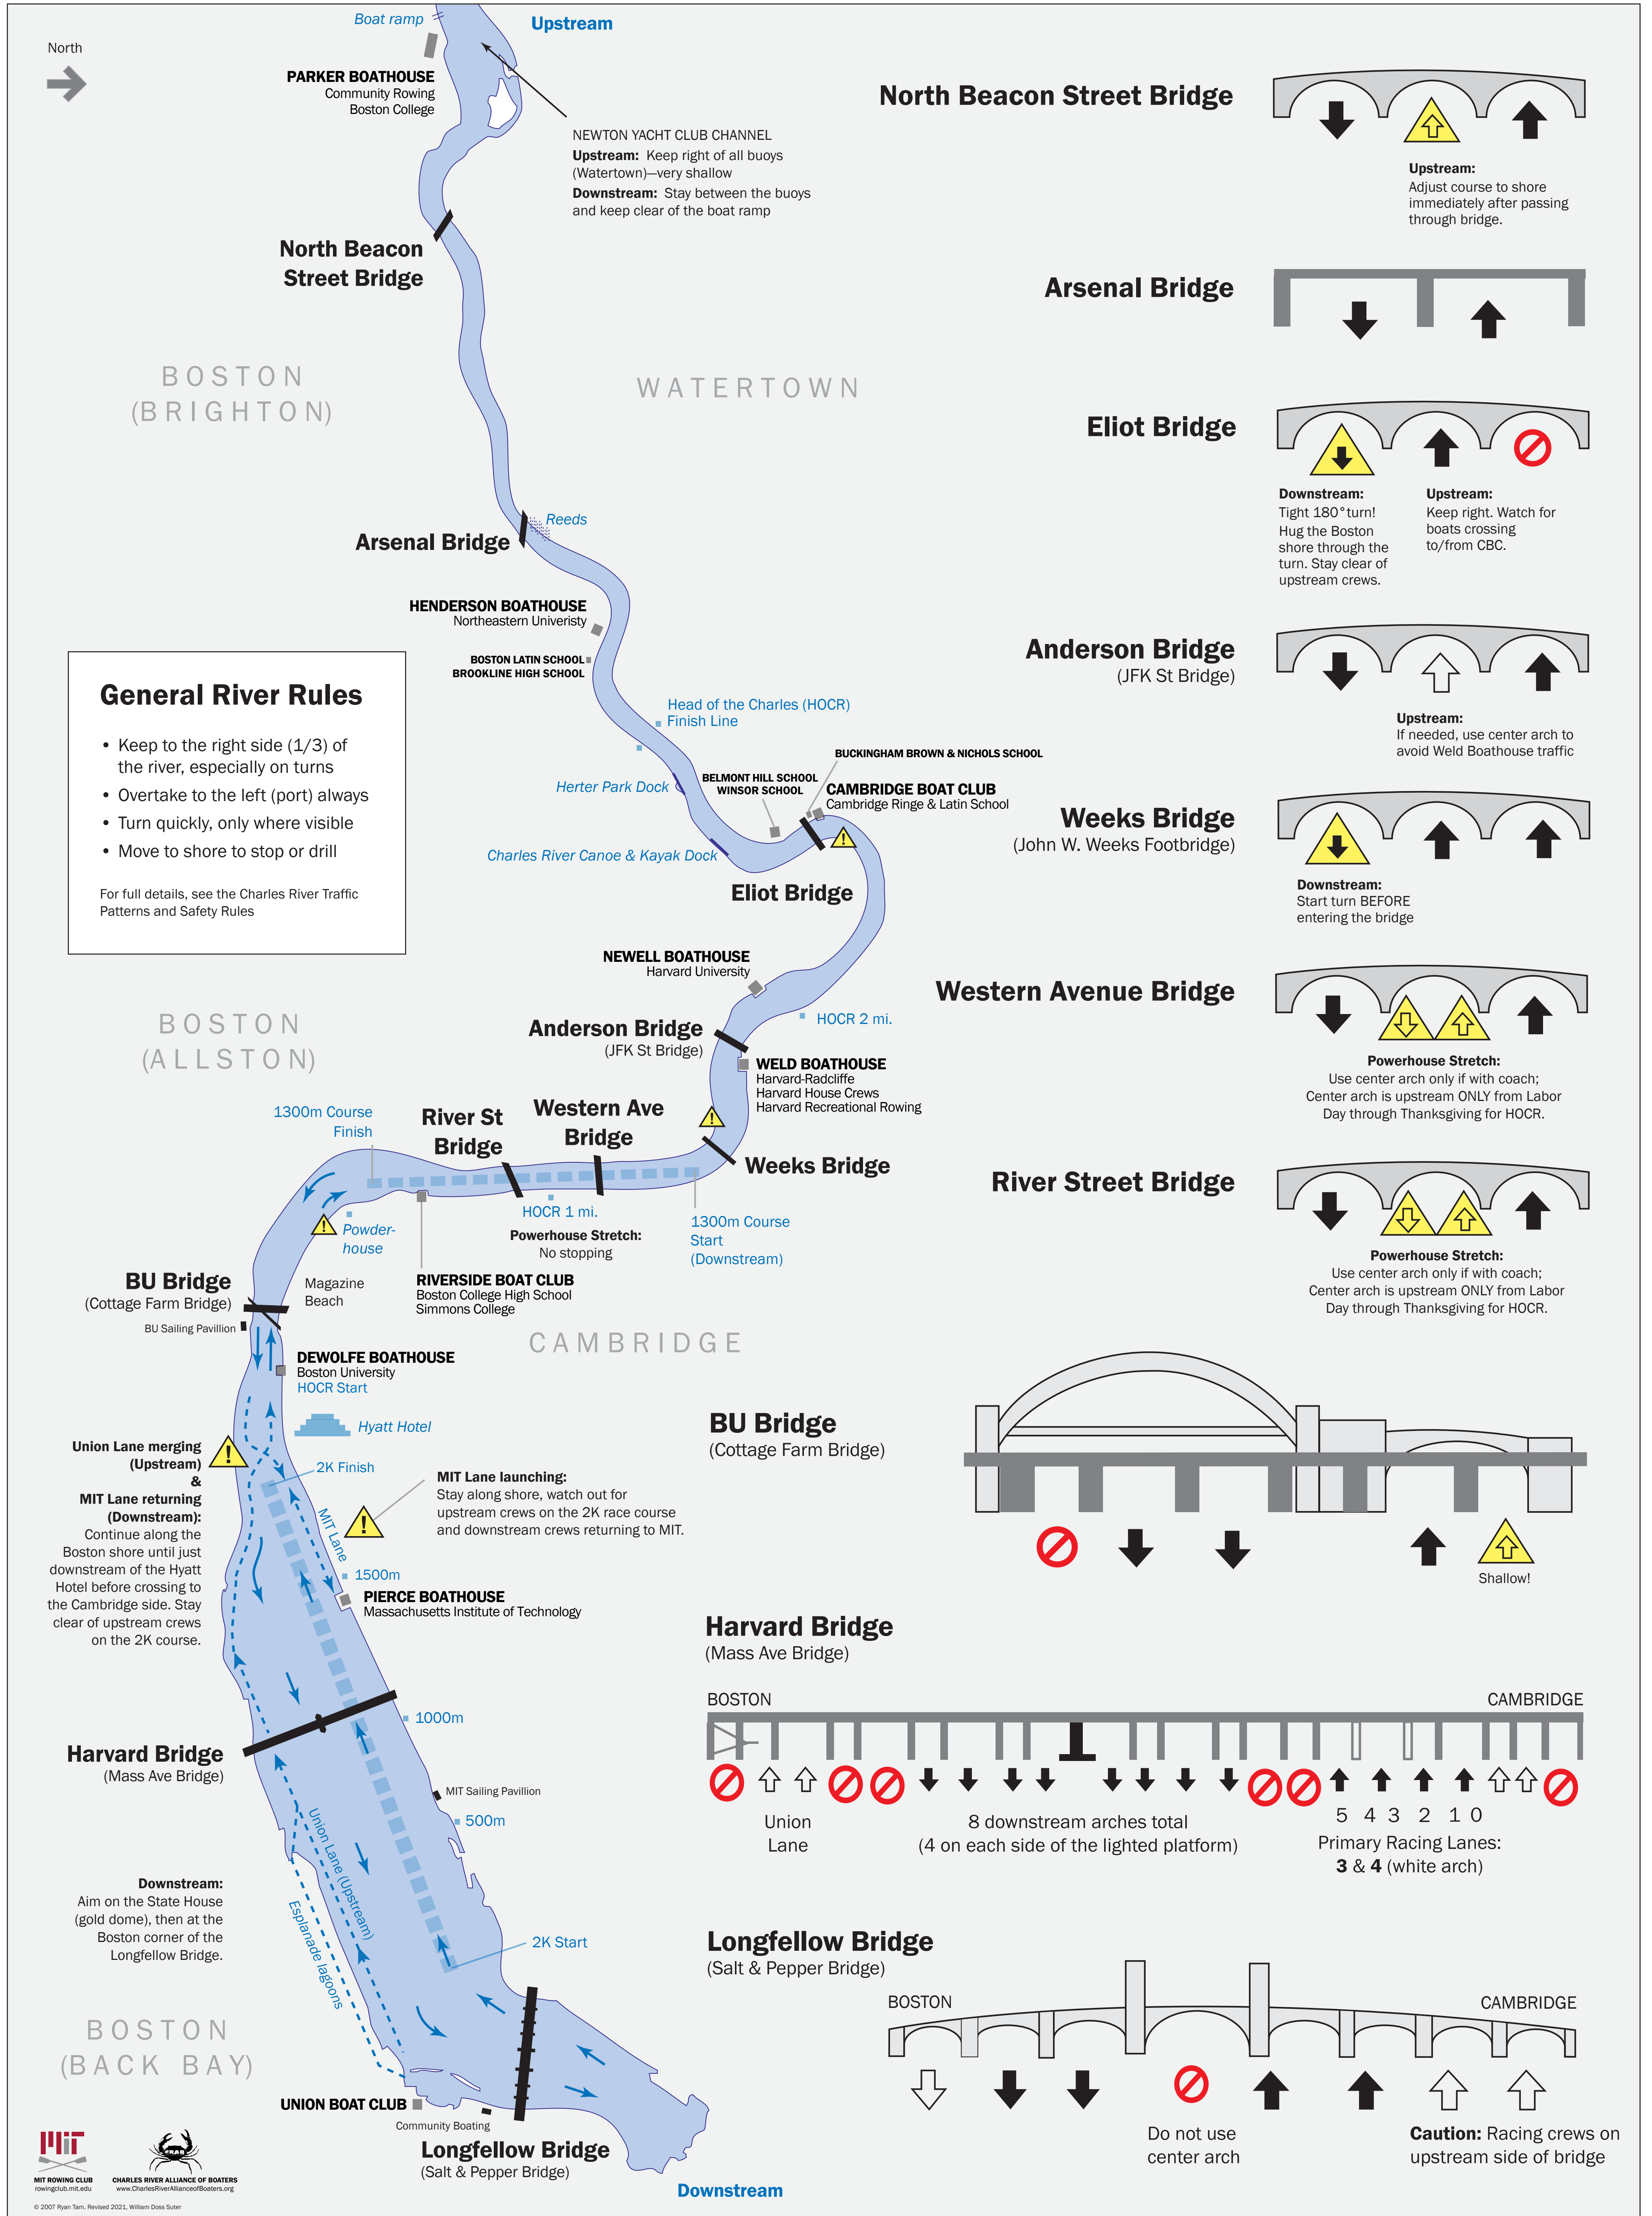 Boat ramp
Upstream
North
PARKER BOATHOUSE
Community Rowing
Boston College
NEWTON YACHT CLUB CHANNEL
Upstream: Keep right of all buoys
(Watertown)—very shallow
Downstream: Stay between the buoys
and keep clear of the boat ramp
North Beacon
Street Bridge
BOSTON
(BRIGHTON)
WATERTOWN
Reeds
Arsenal Bridge
HENDERSON BOATHOUSE
Northeastern Univeristy
BOSTON LATIN SCHOOL
BROOKLINE HIGH SCHOOL
General River Rules
• Keep to the right side (1/3) of
the river, especially on turns
• Overtake to the left (port) always
• Turn quickly, only where visible
• Move to shore to stop or drill
For full details, see the Charles River Traffic
Patterns and Safety Rules
Head of the Charles (HOCR)
Finish Line
BUCKINGHAM BROWN & NICHOLS SCHOOL
BELMONT HILL SCHOOL
WINSOR SCHOOL
CAMBRIDGE BOAT CLUB
Cambridge Ringe & Latin School
Herter Park Dock
!
Charles River Canoe & Kayak Dock
Eliot Bridge
NEWELL BOATHOUSE
Harvard University
HOCR 2 mi.
Anderson Bridge
(JFK St Bridge)
BOSTON
(ALLSTON)
WELD BOATHOUSE
Harvard-Radcliffe
Harvard House Crews
Harvard Recreational Rowing
1300m Course
Finish
River St
Bridge
Western Ave
Bridge
!
Weeks Bridge
HOCR 1 mi.
Powerhouse Stretch:
No stopping
1300m Course
Start
(Downstream)
!
Powder-
house
BU Bridge
(Cottage Farm Bridge)
Magazine
Beach
RIVERSIDE BOAT CLUB
Boston College High School
Simmons College
BU Sailing Pavillion
CAMBRIDGE
DEWOLFE BOATHOUSE
Boston University
HOCR Start
Hyatt Hotel
Union Lane merging
(Upstream)
&
MIT Lane returning
(Downstream):
Continue along the
Boston shore until just
downstream of the Hyatt
Hotel before crossing to
the Cambridge side. Stay
clear of upstream crews
on the 2K course.
!
2K Finish
MIT Lane
!
MIT Lane launching:
Stay along shore, watch out for
upstream crews on the 2K race course
and downstream crews returning to MIT.
1500m
PIERCE BOATHOUSE
Massachusetts Institute of Technology
1000m
Harvard Bridge
(Mass Ave Bridge)
MIT Sailing Pavillion
500m
Union Lane (Upstream)
Esplanade lagoons
Downstream:
Aim on the State House
(gold dome), then at the
Boston corner of the
Longfellow Bridge.
2K Start
BOSTON
(BACK BAY)
UNION BOAT CLUB
Community Boating
Longfellow Bridge
(Salt & Pepper Bridge)
Downstream
MIT
MIT ROWING CLUB
rowingclub.mit.edu
CHARLES RIVER ALLIANCE OF BOATERS
www.CharlesRiverAllianceofBoaters.org
© 2007 Ryan Tam. Revised 2021, William Doss Suter
North Beacon Street Bridge
Upstream:
Adjust course to shore
immediately after passing
through bridge.
Arsenal Bridge
Eliot Bridge
Downstream:
Tight 180°turn!
Hug the Boston
shore through the
turn. Stay clear of
upstream crews.
Upstream:
Keep right. Watch for
boats crossing
to/from CBC.
Anderson Bridge
(JFK St Bridge)
Upstream:
If needed, use center arch to
avoid Weld Boathouse traffic
Weeks Bridge
(John W. Weeks Footbridge)
Downstream:
Start turn BEFORE
entering the bridge
Western Avenue Bridge
Powerhouse Stretch:
Use center arch only if with coach;
Center arch is upstream ONLY from Labor
Day through Thanksgiving for HOCR.
River Street Bridge
Powerhouse Stretch:
Use center arch only if with coach;
Center arch is upstream ONLY from Labor
Day through Thanksgiving for HOCR.
BU Bridge
(Cottage Farm Bridge)
Shallow!
Harvard Bridge
(Mass Ave Bridge)
BOSTON
CAMBRIDGE
Union
Lane
8 downstream arches total
(4 on each side of the lighted platform)
5 4 3 2 1 0
Primary Racing Lanes:
3 & 4 (white arch)
Longfellow Bridge
(Salt & Pepper Bridge)
BOSTON
CAMBRIDGE
Do not use
center arch
Caution: Racing crews on
upstream side of bridge